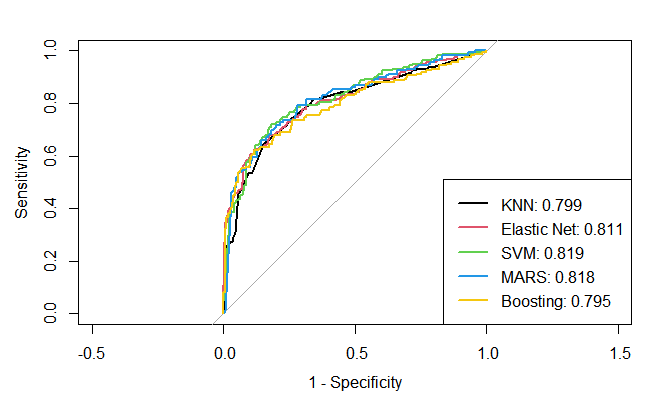 Sensitivity
1.0
0.8
0.6
0.4
0.2
0.0
KNN: 0.799
Elastic Net: 0.811
SVM: 0.819
MARS: 0.818
Boosting: 0.795
-0.5 0.0 0.5 1.0 1.5
1 - Specificity